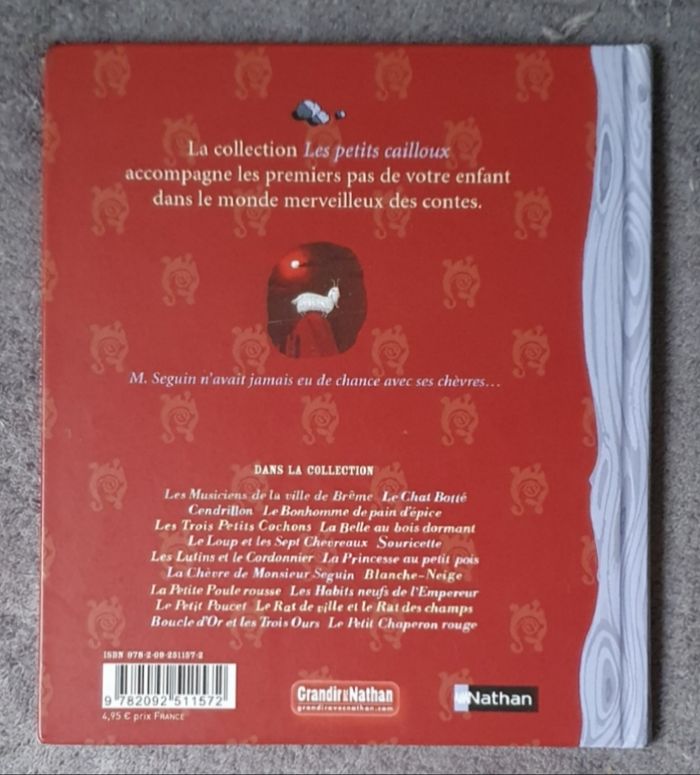 La collection Les petits cailloux
accompagne les premiers pas de votre enfant
dans le monde merveilleux des contes.
M. Seguin n'avait jamais eu de chance avec ses chèvres...
DANS LA COLLECTION
Les Musiciens de la ville de Brême Le Chat Botté
Cendrillon Le Bonhomme de pain d'épice
Les Trois Petits Cochons La Belle au bois dormant
Le Loup et les Sept Chevreaux Souricette
Les Lutins et le Cordonnier La Princesse au petit pois
La Chèvre de Monsieur Seguin Blanche-Neige
La Petite Poule rousse Les Habits neufs de l'Empereur
Le Petit Poucet Le Rat de ville et le Rat des champs
Boucle d'Or et les Trois Ours Le Petit Chaperon rouge
ISBN 978-2-09-251157-2
9 782092 511572
4,95 € prix FRANCE
Grandir avec Nathan
grandiravecnathan.com
Nathan